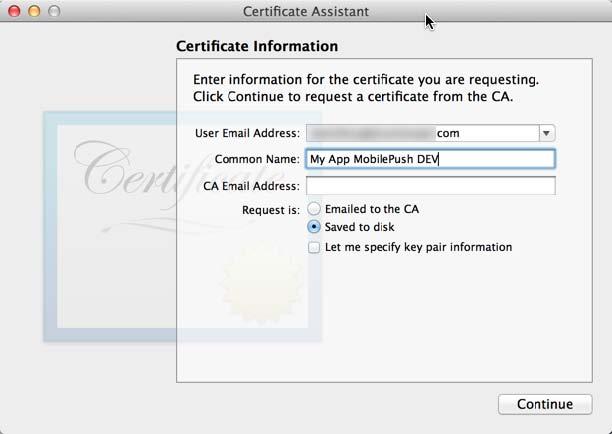 Certificate Assistant
Certificate Information
Enter information for the certificate you are requesting.
Click Continue to request a certificate from the CA.
User Email Address: com
Common Name: My App MobilePush DEV
CA Email Address:
Request is: Emailed to the CA
Saved to disk
Let me specify key pair information
Certificate
Continue